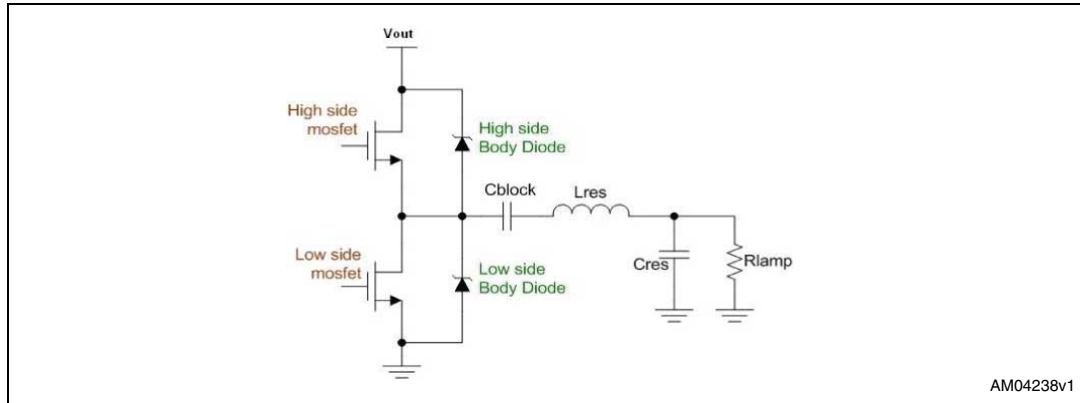 Vout
High side
mosfet
High side
Body Diode
Cblock
Lres
Low side
mosfet
Low side
Body Diode
Cres
Rlamp
AM04238v1